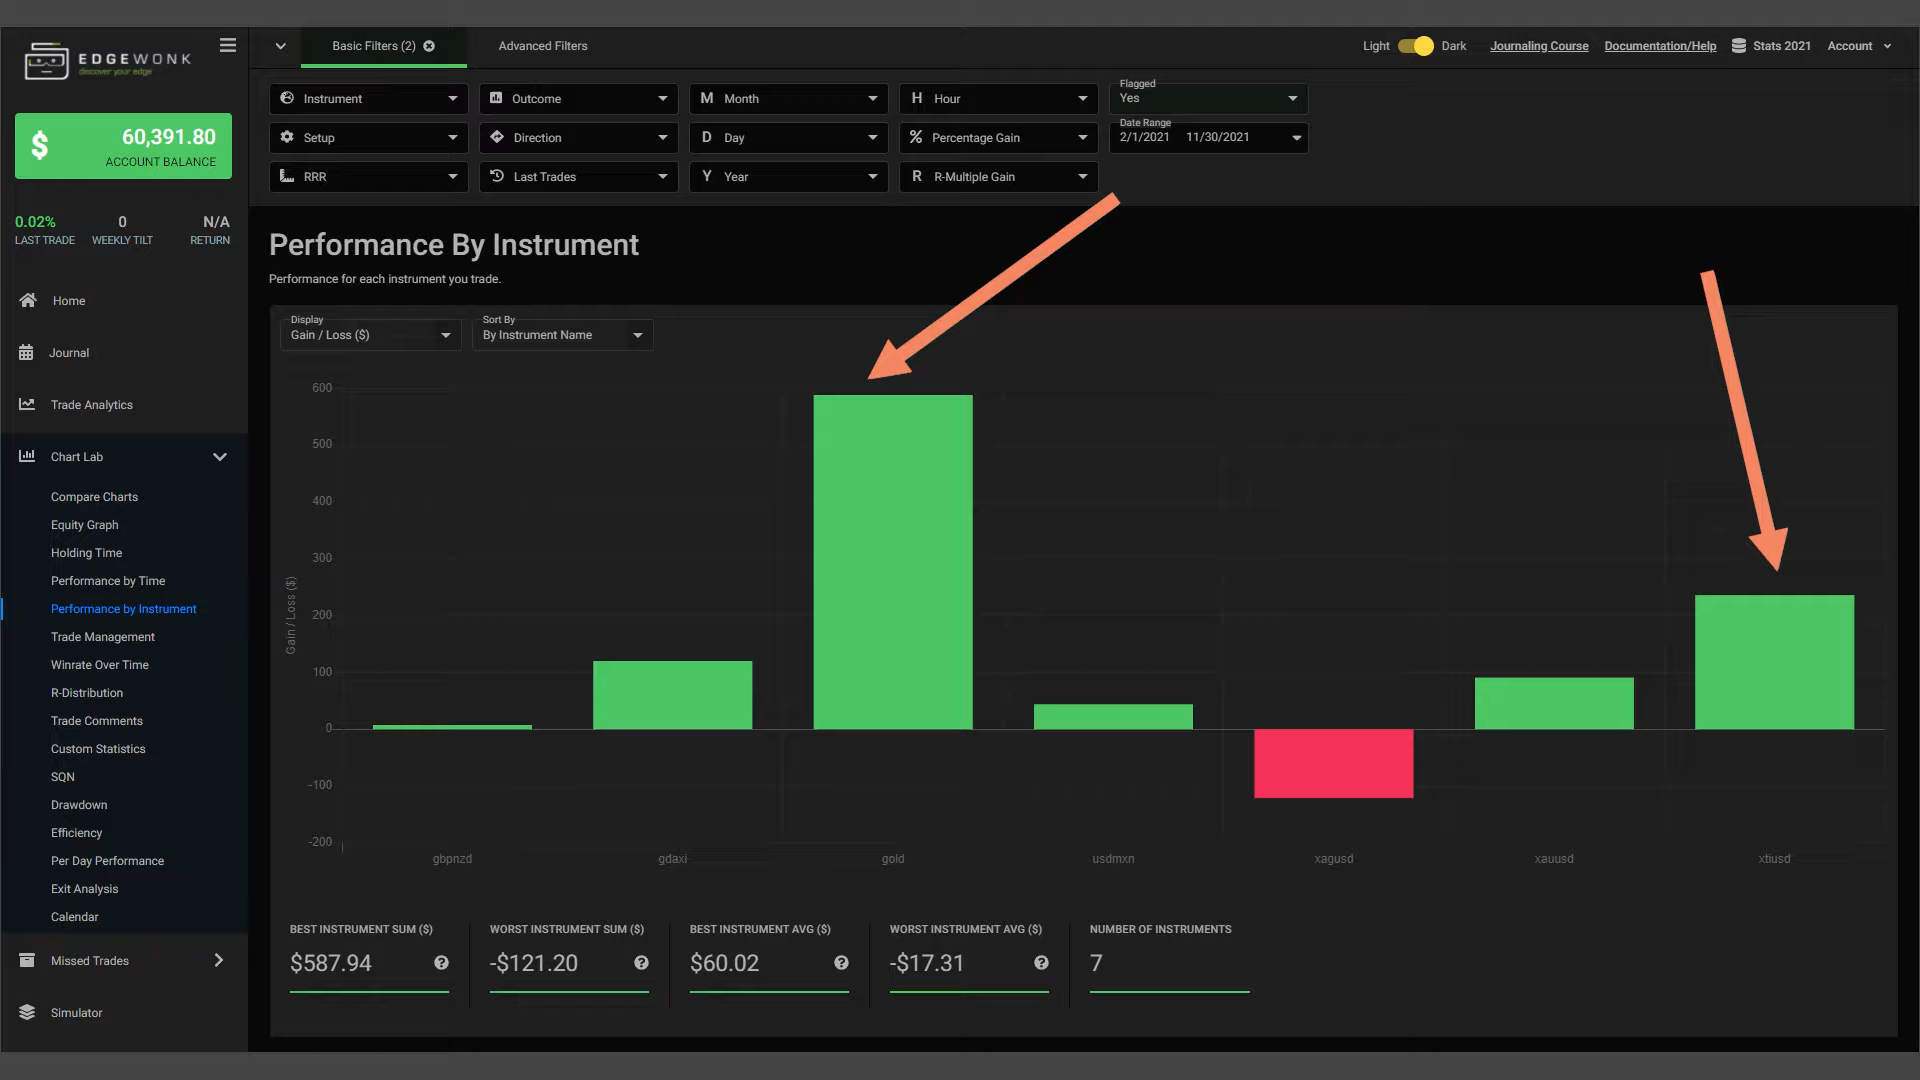 EDGEWONK
discover your edge
Basic Filters (2)
Advanced Filters
Light
Dark
Journaling Course
Documentation/Help
Stats 2021
Account
$
60,391.80
ACCOUNT BALANCE
0.02%
LAST TRADE
0
WEEKLY TILT
N/A
RETURN
Home
Journal
Trade Analytics
Chart Lab
Compare Charts
Equity Graph
Holding Time
Performance by Time
Performance by Instrument
Trade Management
Winrate Over Time
R-Distribution
Trade Comments
Custom Statistics
SQN
Drawdown
Efficiency
Per Day Performance
Exit Analysis
Calendar
Missed Trades
Simulator
Instrument
Outcome
M Month
H Hour
Flagged
Yes
Setup
Direction
D Day
% Percentage Gain
Date Range
2/1/2021 11/30/2021
RRR
Last Trades
Y Year
R R-Multiple Gain
Performance By Instrument
Performance for each instrument you trade.
Display
Gain / Loss ($)
Sort By
By Instrument Name
Gain / Loss ($)
600
500
400
300
200
100
0
-100
-200
gbpnzd
gdaxi
gold
usdmxn
xagusd
xauusd
xtiusd
BEST INSTRUMENT SUM ($)
$587.94
WORST INSTRUMENT SUM ($)
-$121.20
BEST INSTRUMENT AVG ($)
$60.02
WORST INSTRUMENT AVG ($)
-$17.31
NUMBER OF INSTRUMENTS
7